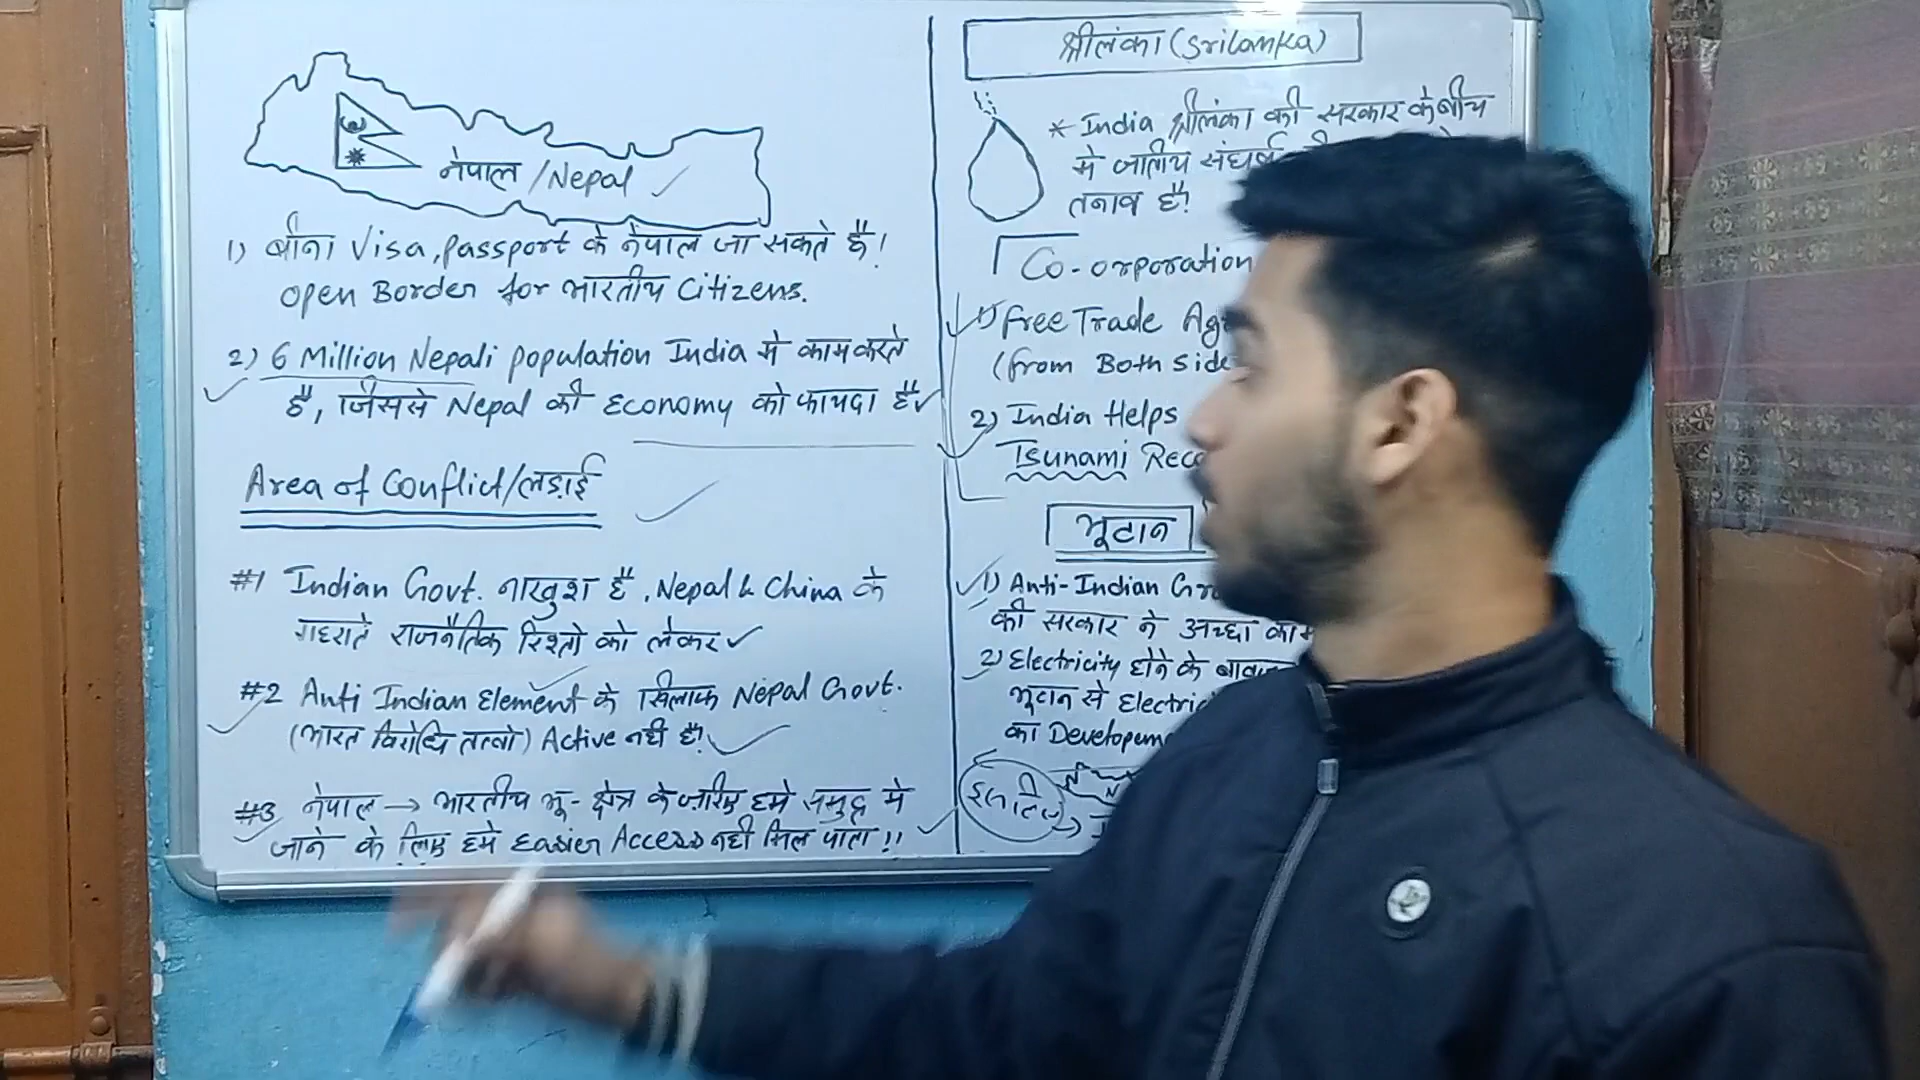 नेपाल / Nepal
1) बीना Visa, passport के नेपाल जा सकते है!
open Border for भारतीय Citizens.
2) 6 Million Nepali population India मे काम करते
है, जिससे Nepal की Economy को फायदा है
Area of Conflict/लड़ाई
#1 Indian Govt. नाखुश है, Nepal & China के
गहराते राजनैतिक रिश्तो को लेकर
#2 Anti Indian Element के खिलाफ Nepal Govt.
(भारत विरोधि तत्वो) Active नही है!
#3 नेपाल → भारतीय भू-क्षेत्र के जरिए हमे समुद्र मे
जाने के लिए हमे Easier Access नही मिल पाता !!
श्रीलंका (Srilanka)
* India श्रीलंका की सरकार के बीच
मे जातीय संघर्ष
तनाव है!
Co-orporation
1) free Trade
(from Both Side
2) India Helps
Tsunami
भूटान
1) Anti-Indian
की सरकार ने अच्छा काम
2) Electricity होने के
भूटान से
का
N